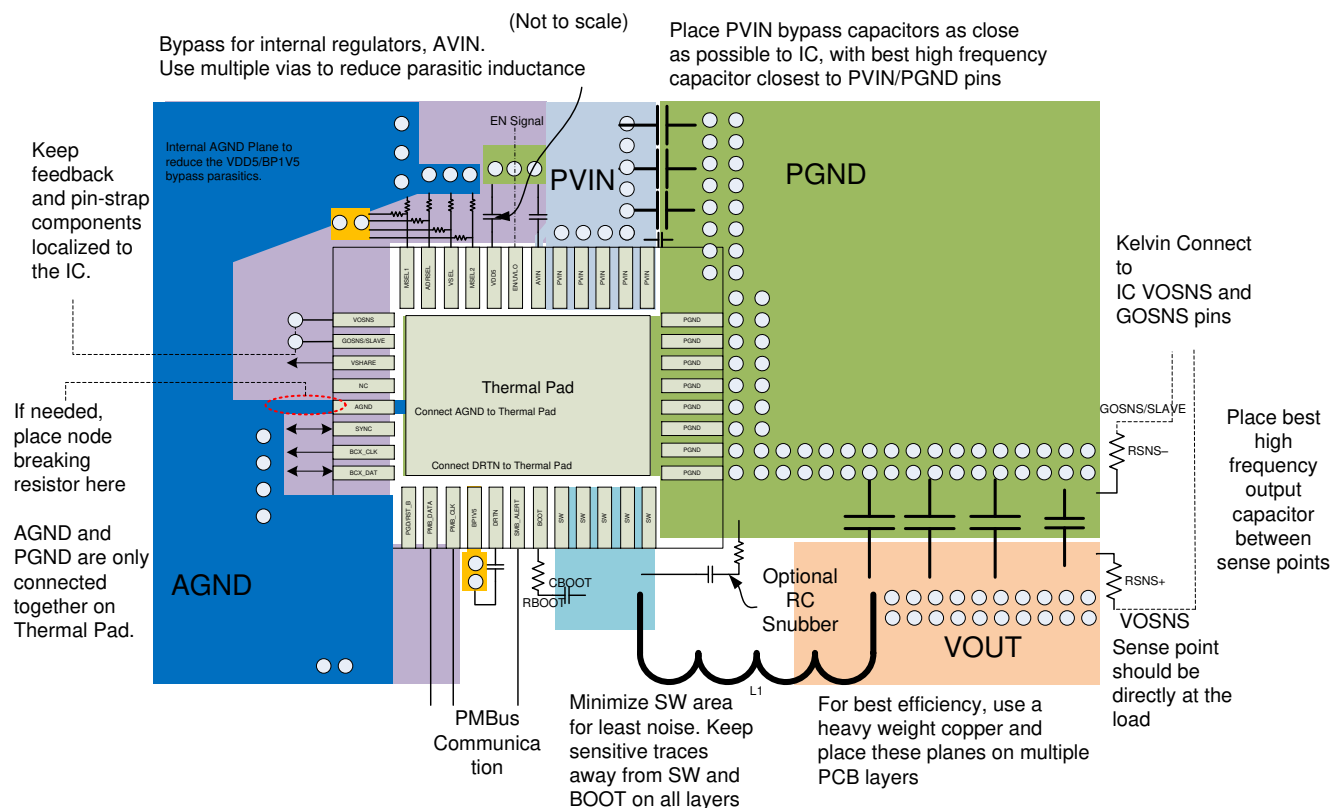 (Not to scale)
Bypass for internal regulators, AVIN.
Use multiple vias to reduce parasitic inductance
Place PVIN bypass capacitors as close
as possible to IC, with best high frequency
capacitor closest to PVIN/PGND pins
Keep
feedback
and pin-strap
components
localized to
the IC.
Internal AGND Plane to
reduce the VDD5/BP1V5
bypass parasitics.
EN Signal
PVIN
PGND
MSEL1
ADRSEL
VSEL
MSEL2
VDD5
EN/UVLO
AVIN
PVIN
PVIN
PVIN
PVIN
PVIN
VOSNS
GOSNS/SLAVE
VSHARE
NC
AGND
SYNC
BCX_CLK
BCX_DAT
Thermal Pad
Connect AGND to Thermal Pad
Connect DRTN to Thermal Pad
PGND
PGND
PGND
PGND
PGND
PGND
PGND
PGND
PGD/RST_B
PMB_DATA
PMB_CLK
BP1V5
DRTN
SMB_ALERT
BOOT
SW
SW
SW
SW
SW
Kelvin Connect
to
IC VOSNS and
GOSNS pins
GOSNS/SLAVE
RSNS–
Place best
high
frequency
output
capacitor
between
sense points
RSNS+
VOSNS
Sense point
should be
directly at the
load
If needed,
place node
breaking
resistor here
AGND and
PGND are only
connected
together on
Thermal Pad.
AGND
CBOOT
RBOOT
Optional
RC
Snubber
VOUT
L1
PMBus
Communica
tion
Minimize SW area
for least noise. Keep
sensitive traces
away from SW and
BOOT on all layers
For best efficiency, use a
heavy weight copper and
place these planes on multiple
PCB layers